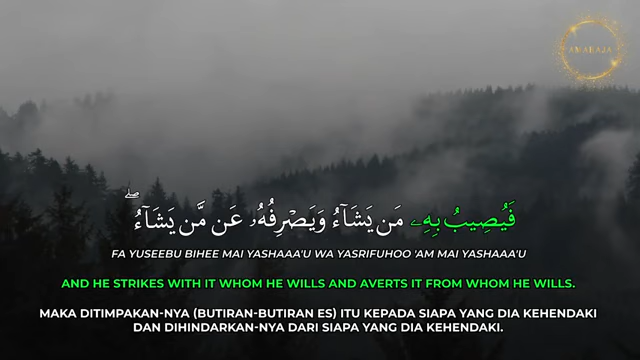 AMABAJA
فَيُصِيبُ بِهِۦ مَن يَشَآءُ وَيَصْرِفُهُۥ عَن مَّن يَشَآءُ ۖ
FA YUSEEBU BIHEE MAI YASHAAA'U WA YASRIFUHOO 'AM MAI YASHAAA'U
AND HE STRIKES WITH IT WHOM HE WILLS AND AVERTS IT FROM WHOM HE WILLS.
MAKA DITIMPAKAN-NYA (BUTIRAN-BUTIRAN ES) ITU KEPADA SIAPA YANG DIA KEHENDAKI
DAN DIHINDARKAN-NYA DARI SIAPA YANG DIA KEHENDAKI.